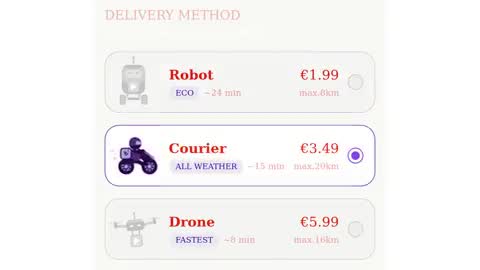 DELIVERY METHOD
Robot €1.99
ECO ~24 min max.8km
Courier €3.49
ALL WEATHER ~15 min max.20km
Drone €5.99
FASTEST ~8 min max.16km